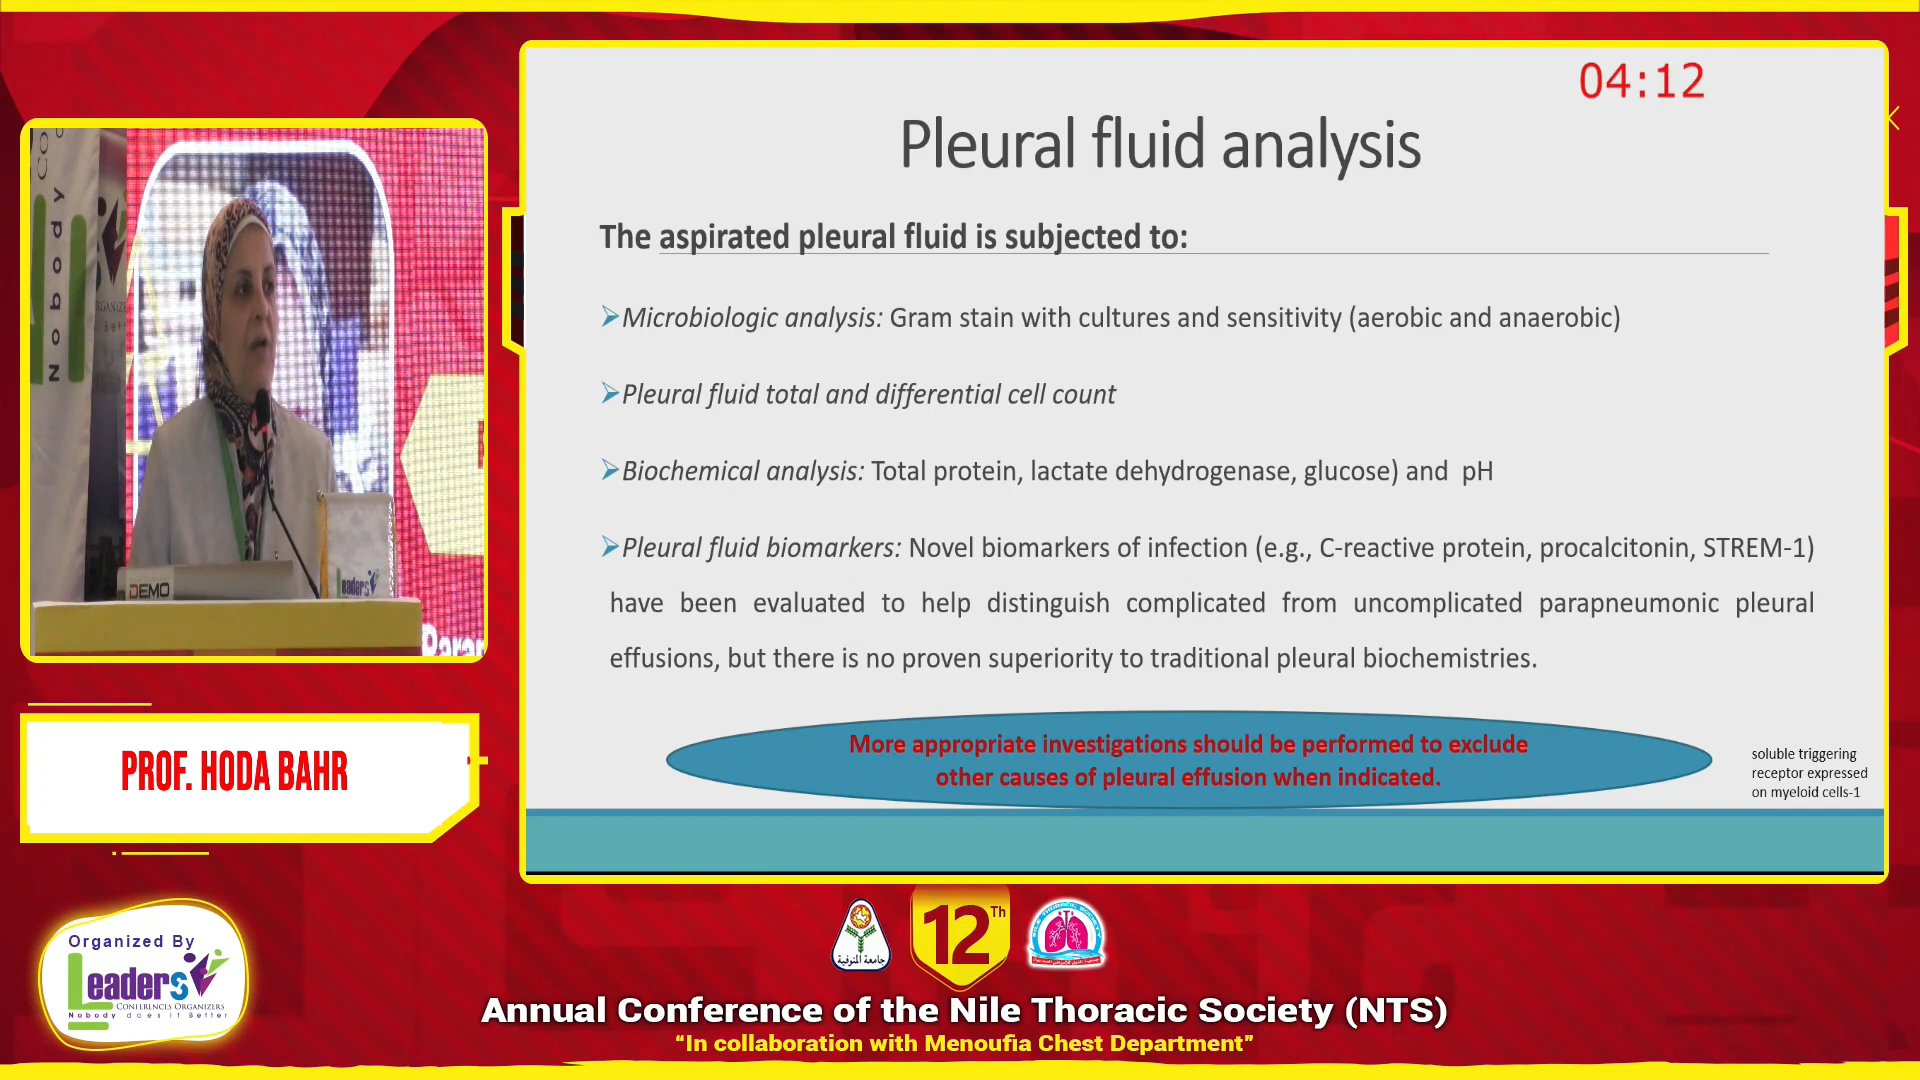 04:12
Pleural fluid analysis
The aspirated pleural fluid is subjected to:
Microbiologic analysis: Gram stain with cultures and sensitivity (aerobic and anaerobic)
Pleural fluid total and differential cell count
Biochemical analysis: Total protein, lactate dehydrogenase, glucose) and pH
Pleural fluid biomarkers: Novel biomarkers of infection (e.g., C-reactive protein, procalcitonin, STREM-1)
have been evaluated to help distinguish complicated from uncomplicated parapneumonic pleural
effusions, but there is no proven superiority to traditional pleural biochemistries.
More appropriate investigations should be performed to exclude
other causes of pleural effusion when indicated.
soluble triggering
receptor expressed
on myeloid cells-1
Nobody
DEMO
Leaders
PROF. HODA BAHR
Organized By
Leaders
CONFERENCES ORGANIZERS
Nobody does it Better
جامعة المنوفية
12Th
Annual Conference of the Nile Thoracic Society (NTS)
“In collaboration with Menoufia Chest Department”